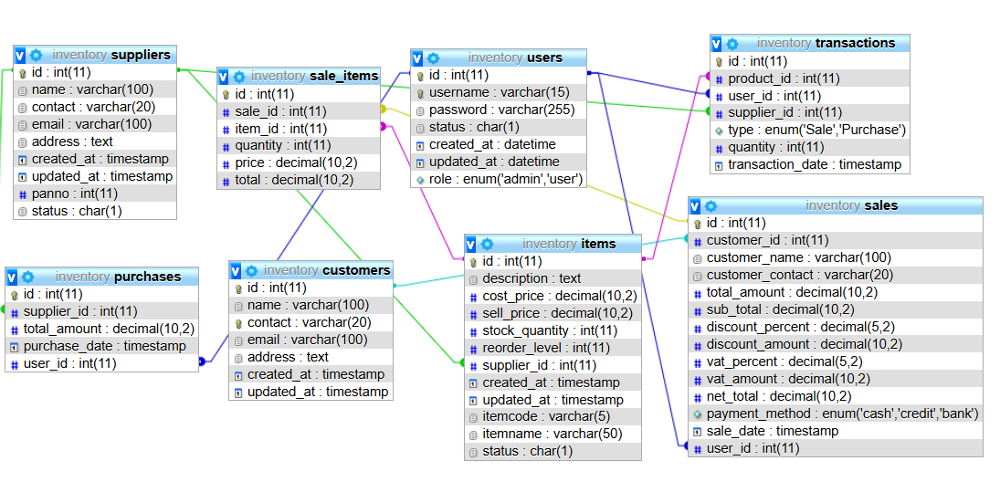 inventory suppliers
id : int(11)
name : varchar(100)
contact : varchar(20)
email : varchar(100)
address : text
created_at : timestamp
updated_at : timestamp
panno : int(11)
status : char(1)
inventory sale_items
id : int(11)
sale_id : int(11)
item_id : int(11)
quantity : int(11)
price : decimal(10,2)
total : decimal(10,2)
inventory users
id : int(11)
username : varchar(15)
password : varchar(255)
status : char(1)
created_at : datetime
updated_at : datetime
role : enum('admin','user')
inventory transactions
id : int(11)
product_id : int(11)
user_id : int(11)
supplier_id : int(11)
type : enum('Sale','Purchase')
quantity : int(11)
transaction_date : timestamp
inventory purchases
id : int(11)
supplier_id : int(11)
total_amount : decimal(10,2)
purchase_date : timestamp
user_id : int(11)
inventory customers
id : int(11)
name : varchar(100)
contact : varchar(20)
email : varchar(100)
address : text
created_at : timestamp
updated_at : timestamp
inventory items
id : int(11)
description : text
cost_price : decimal(10,2)
sell_price : decimal(10,2)
stock_quantity : int(11)
reorder_level : int(11)
supplier_id : int(11)
created_at : timestamp
updated_at : timestamp
itemcode : varchar(5)
itemname : varchar(50)
status : char(1)
inventory sales
id : int(11)
customer_id : int(11)
customer_name : varchar(100)
customer_contact : varchar(20)
total_amount : decimal(10,2)
sub_total : decimal(10,2)
discount_percent : decimal(5,2)
discount_amount : decimal(10,2)
vat_percent : decimal(5,2)
vat_amount : decimal(10,2)
net_total : decimal(10,2)
payment_method : enum('cash','credit','bank')
sale_date : timestamp
user_id : int(11)